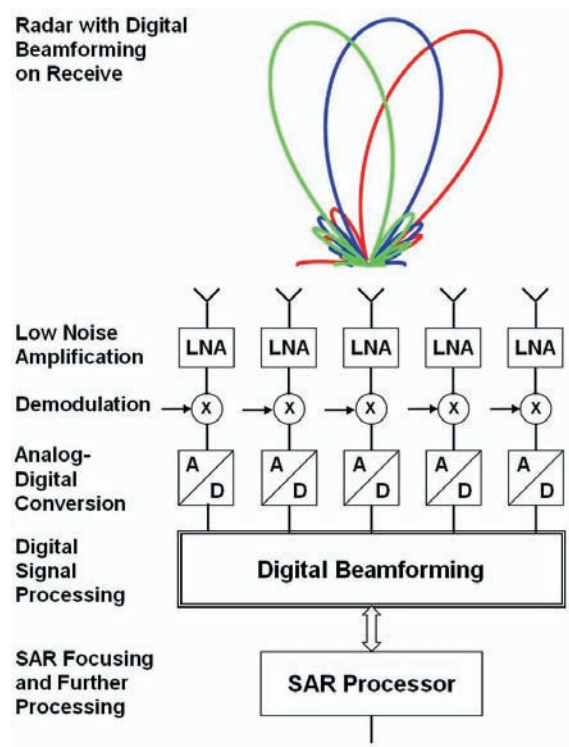 Radar with Digital
Beamforming
on Receive
Low Noise
Amplification
LNA LNA LNA LNA LNA
Demodulation
X X X X X
Analog-
Digital
Conversion
A A A A A
D D D D D
Digital
Signal
Processing
Digital Beamforming
SAR Focusing
and Further
Processing
SAR Processor